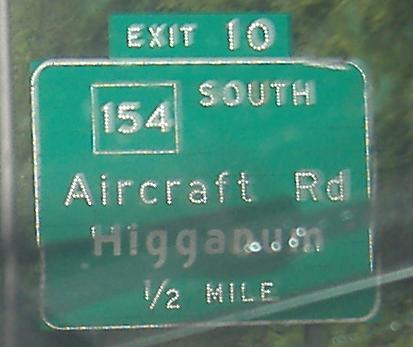 EXIT 10
154 SOUTH
Aircraft Rd
Higganum
1/2 MILE